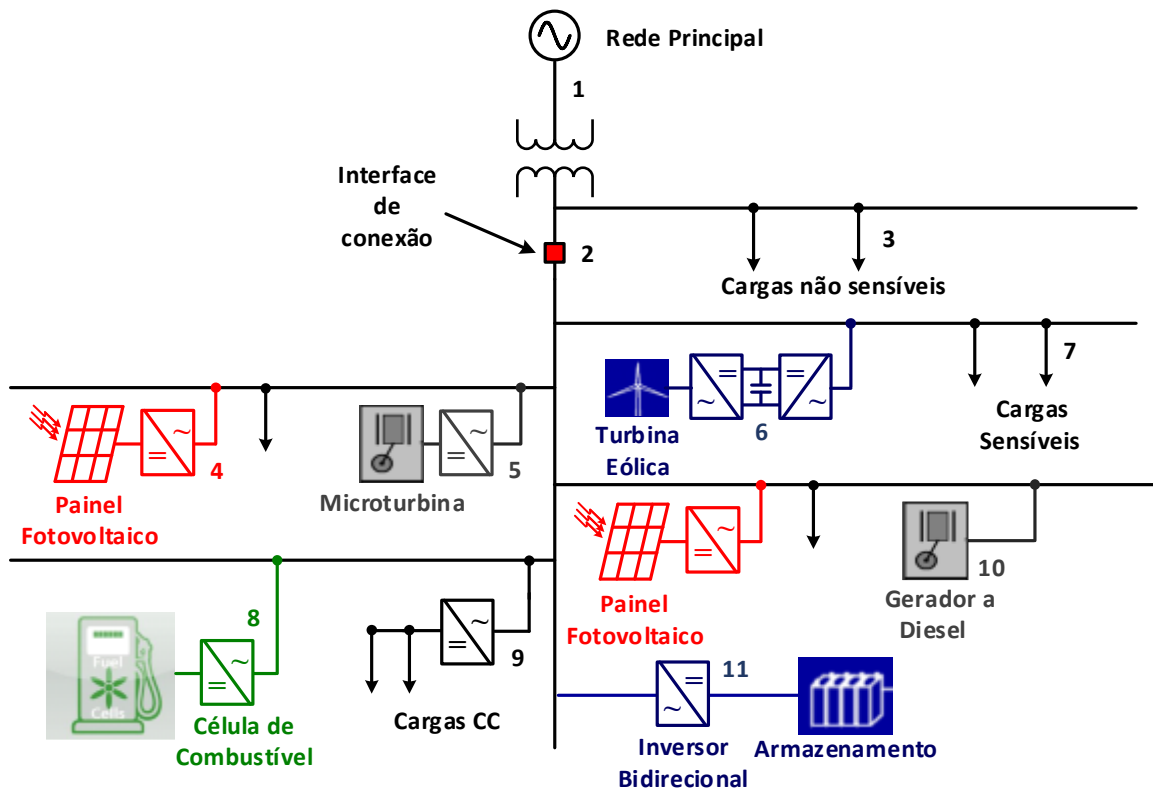 Rede Principal
1
Interface
de
conexão
2
3
Cargas não sensíveis
7
Cargas
Sensíveis
Turbina
Eólica
6
4
Painel
Fotovoltaico
5
Microturbina
Painel
Fotovoltaico
10
Gerador a
Diesel
Fuel
Cells
8
Célula de
Combustível
9
Cargas CC
11
Inversor
Bidirecional
Armazenamento